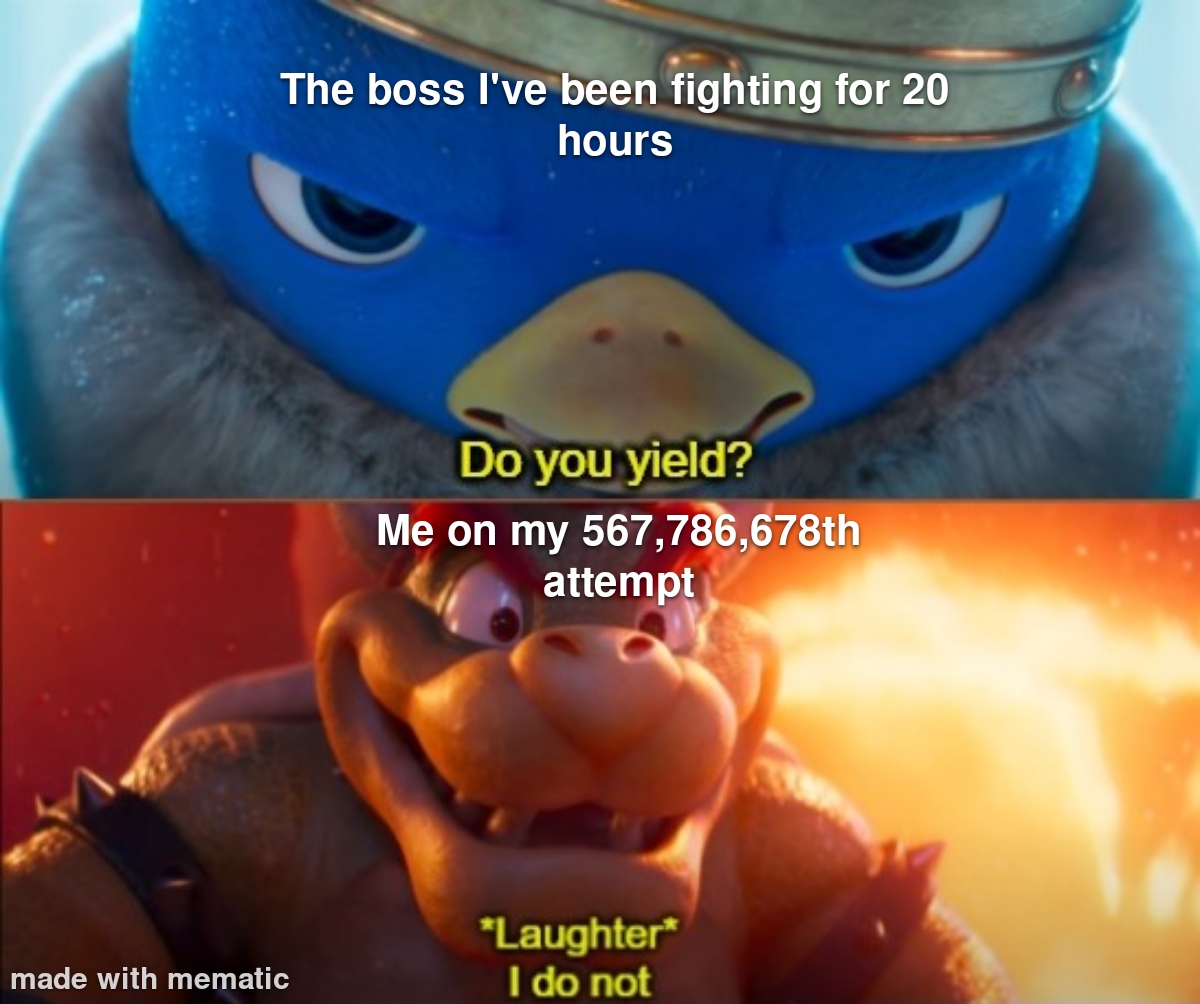 The boss I've been fighting for 20
hours
Do you yield?
Me on my 567,786,678th
attempt
*Laughter*
I do not
made with mematic